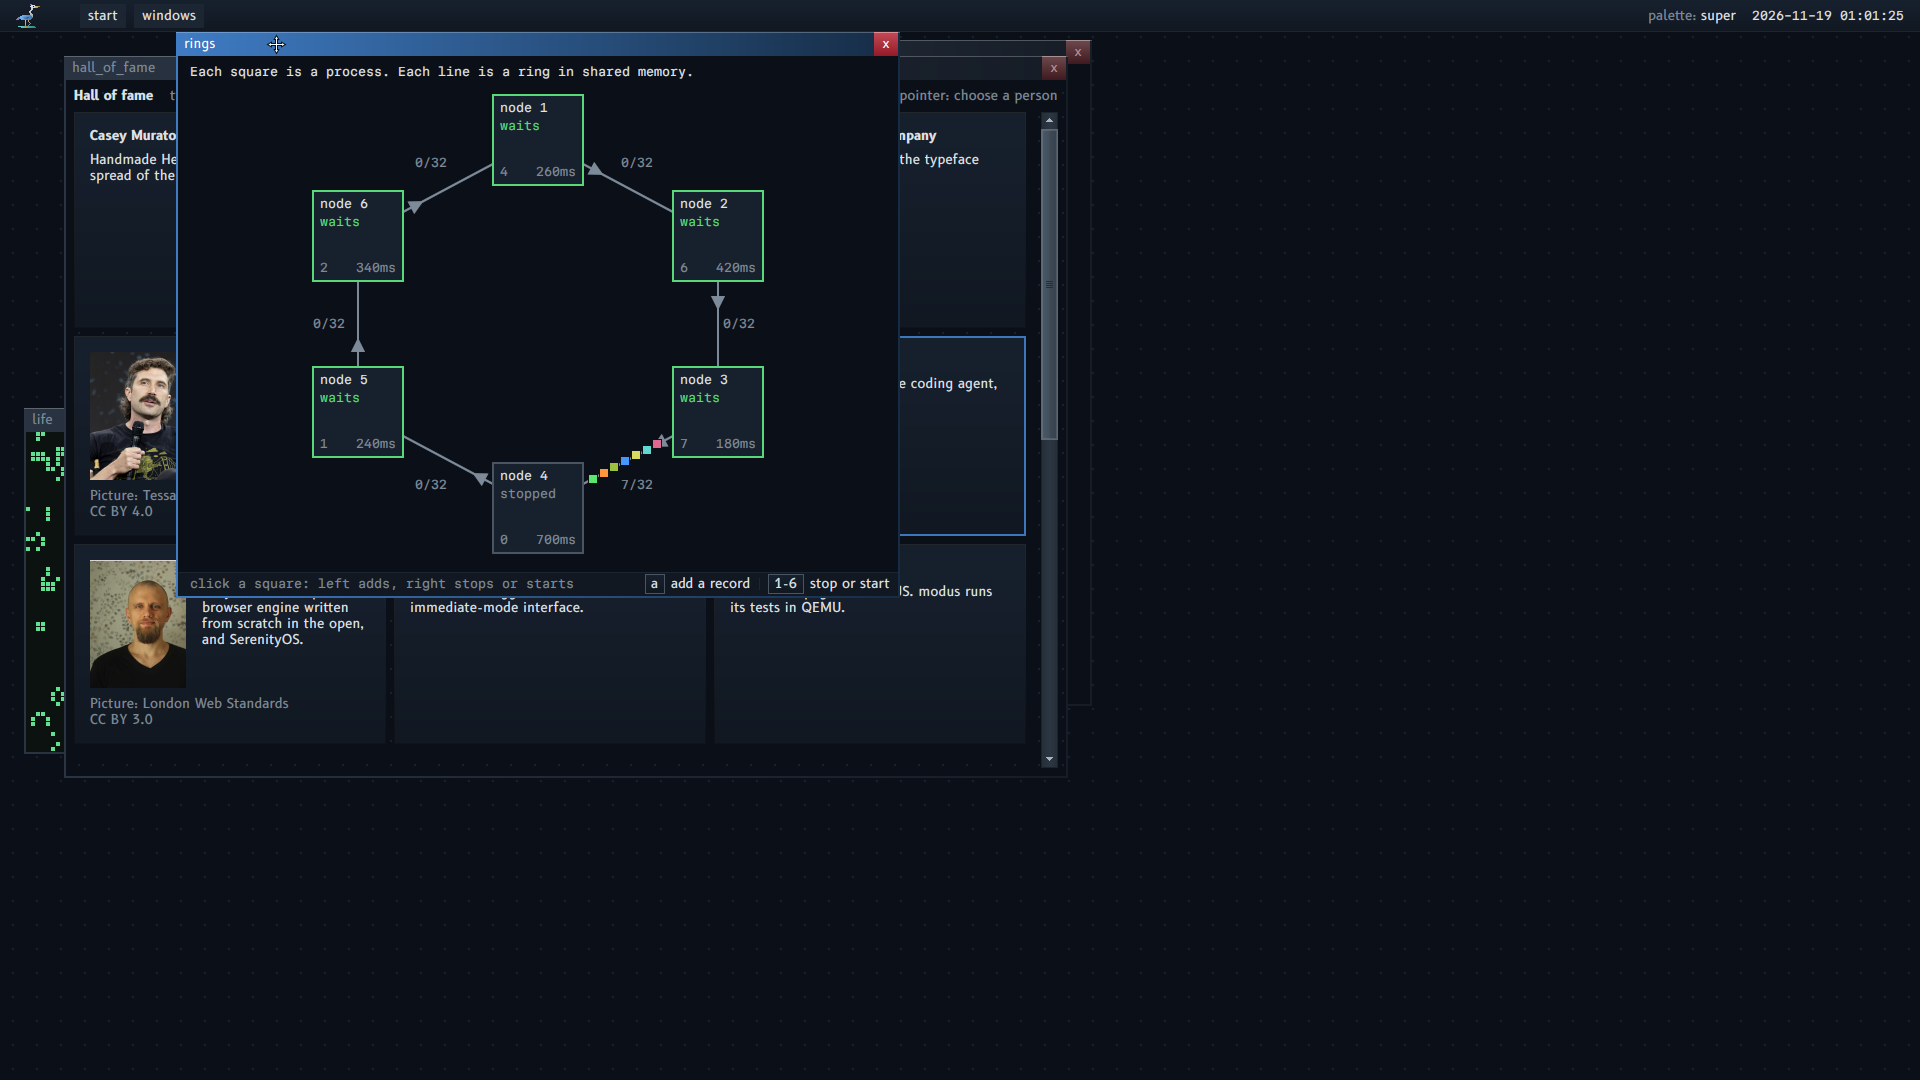 start windows palette: super 2026-11-19 01:01:25
rings x
x
hall_of_fame x
Each square is a process. Each line is a ring in shared memory.
Hall of fame pointer: choose a person
node 1
waits
4 260ms
0/32 0/32
node 6
waits
2 340ms
node 2
waits
6 420ms
0/32 0/32
node 5
waits
1 240ms
node 3
waits
7 180ms
node 4
stopped
0 700ms
0/32 7/32
click a square: left adds, right stops or starts a add a record 1-6 stop or start
Casey
Handmade
spread of the
the typeface
coding agent,
Picture:
CC BY 4.0
life
browser engine written
from scratch in the open,
and SerenityOS.
immediate-mode interface.
modus runs
its tests in QEMU.
Picture: London Web Standards
CC BY 3.0